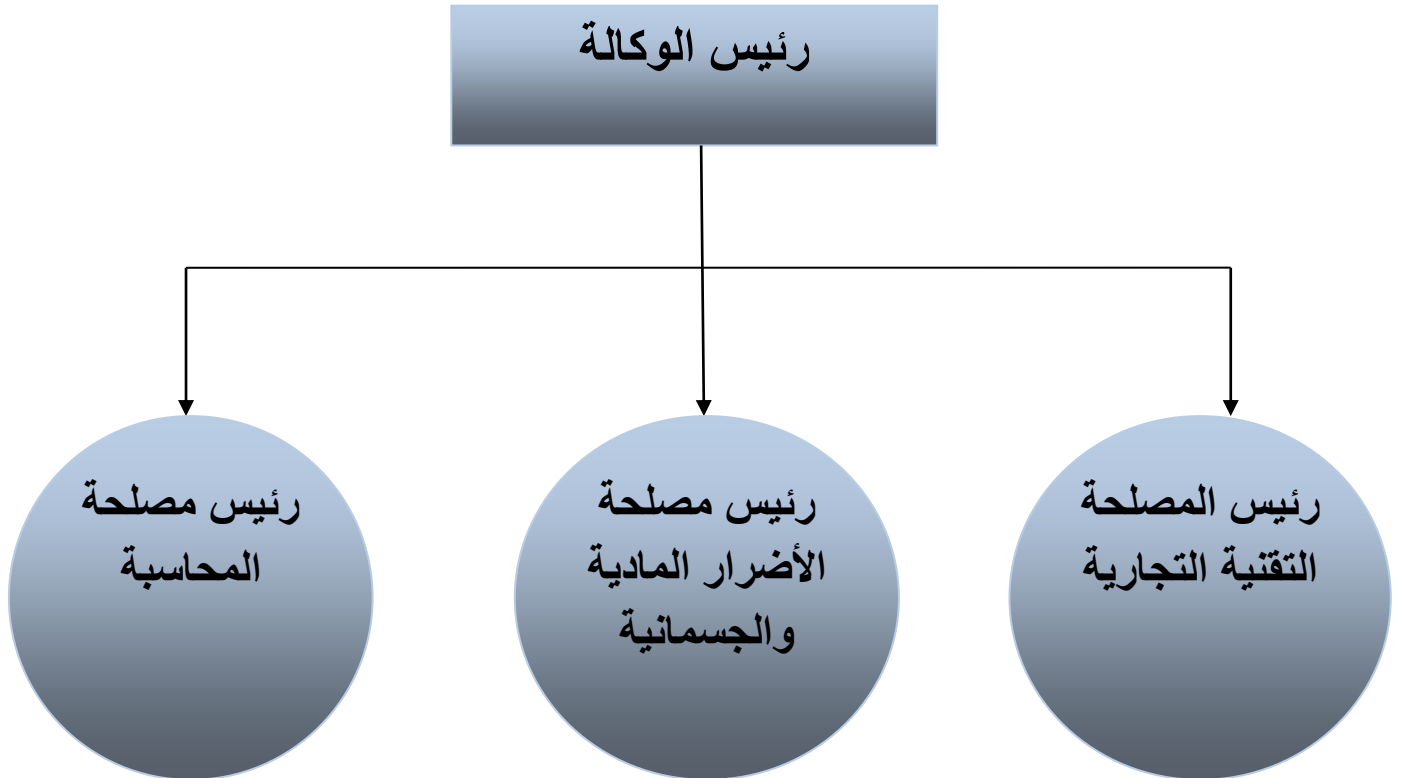 رئيس الوكالة
رئيس المصلحة
التقنية التجارية
رئيس مصلحة
الأضرار المادية
والجسمانية
رئيس مصلحة
المحاسبة